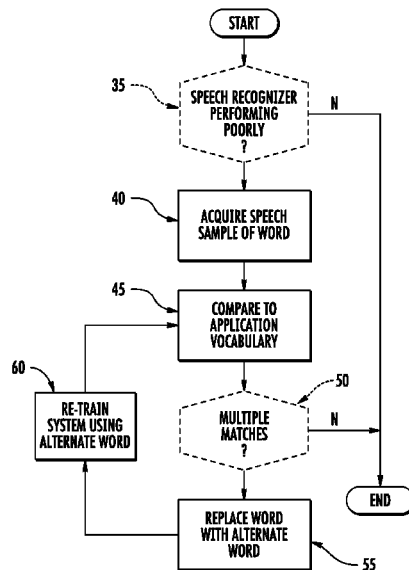 START
35
SPEECH RECOGNIZER
PERFORMING
POORLY
?
N
40
ACQUIRE SPEECH
SAMPLE OF WORD
45
COMPARE TO
APPLICATION
VOCABULARY
60
RE-TRAIN
SYSTEM USING
ALTERNATE WORD
50
MULTIPLE
MATCHES
?
N
END
REPLACE WORD
WITH ALTERNATE
WORD
55